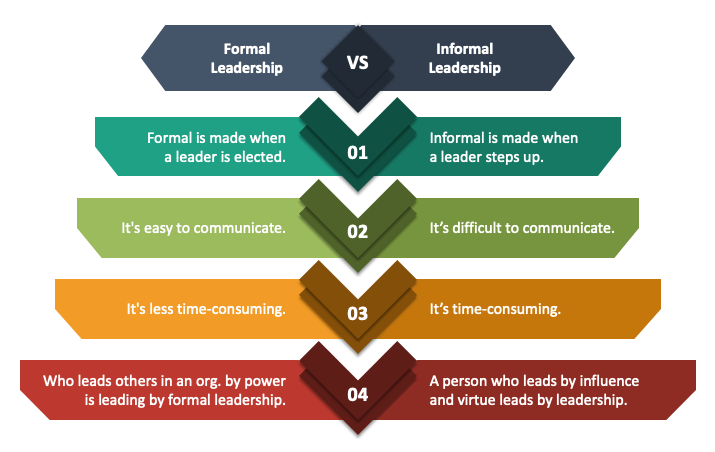 Formal
Leadership
VS
Informal
Leadership
Formal is made when
a leader is elected.
01
Informal is made when
a leader steps up.
It's easy to communicate.
02
It’s difficult to communicate.
It's less time-consuming.
03
It’s time-consuming.
Who leads others in an org. by power
is leading by formal leadership.
04
A person who leads by influence
and virtue leads by leadership.